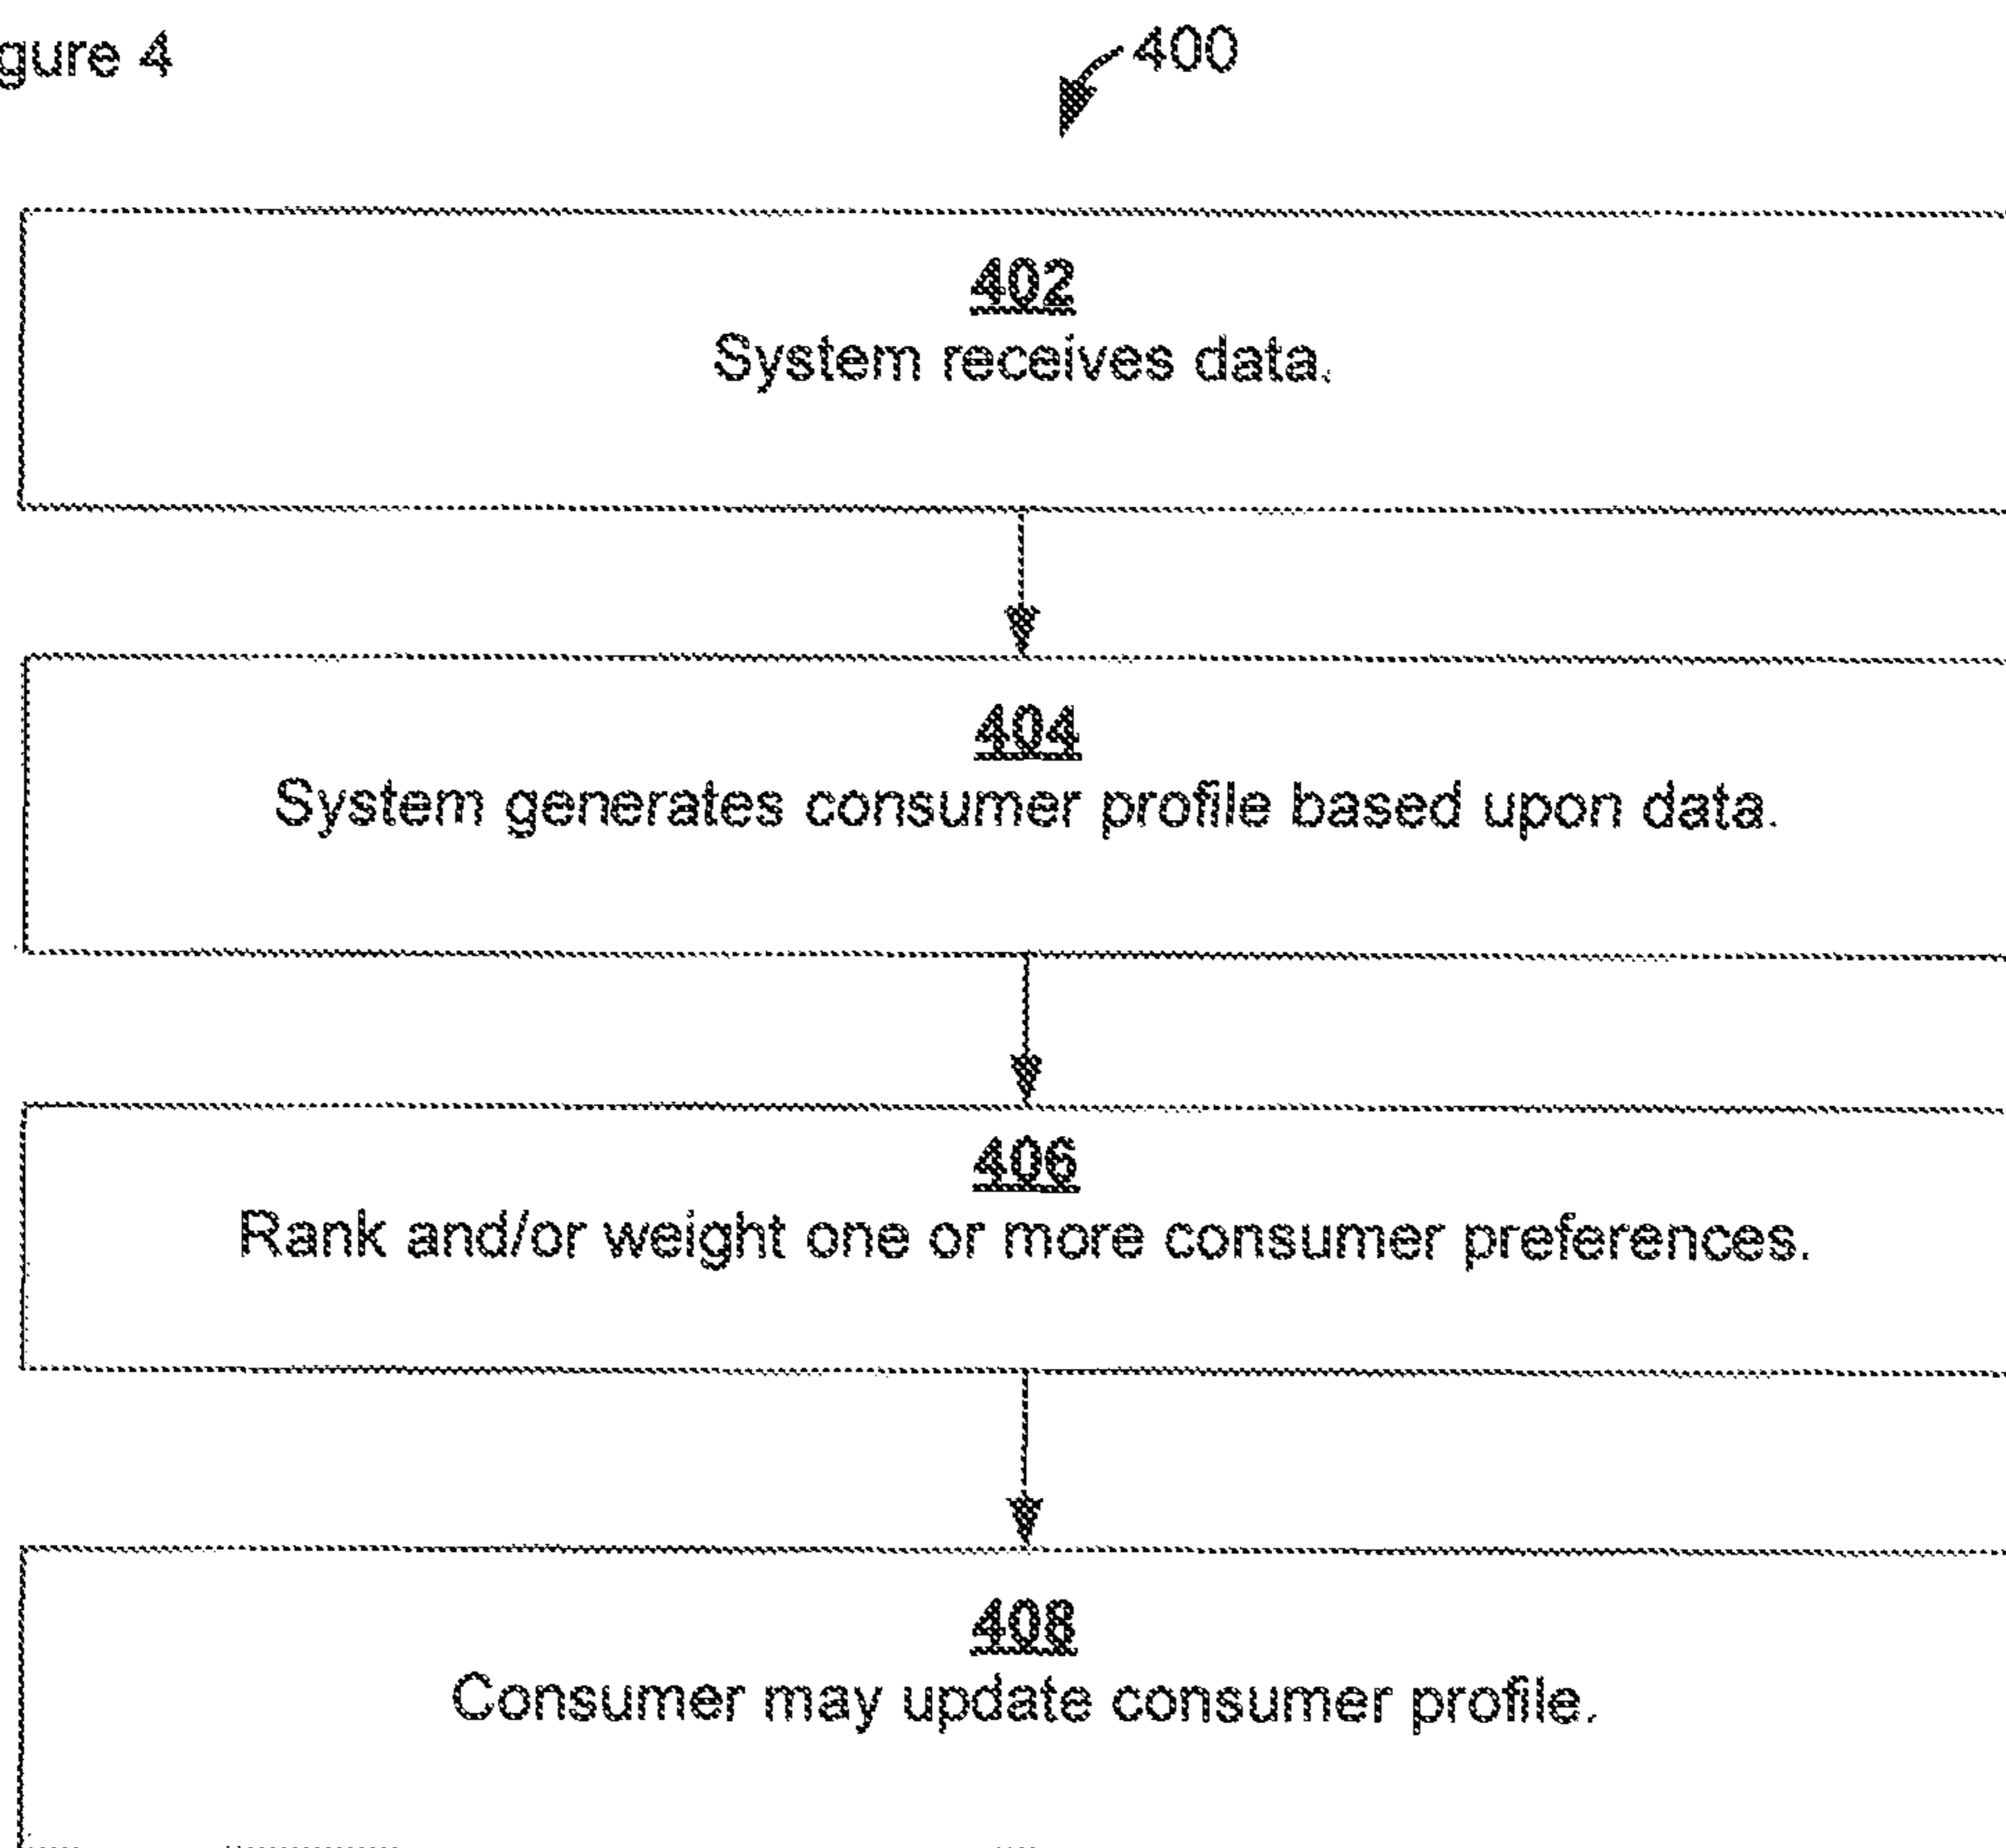 gure 4
400
402
System receives data.
404
System generates consumer profile based upon data.
406
Rank and/or weight one or more consumer preferences.
408
Consumer may update consumer profile.